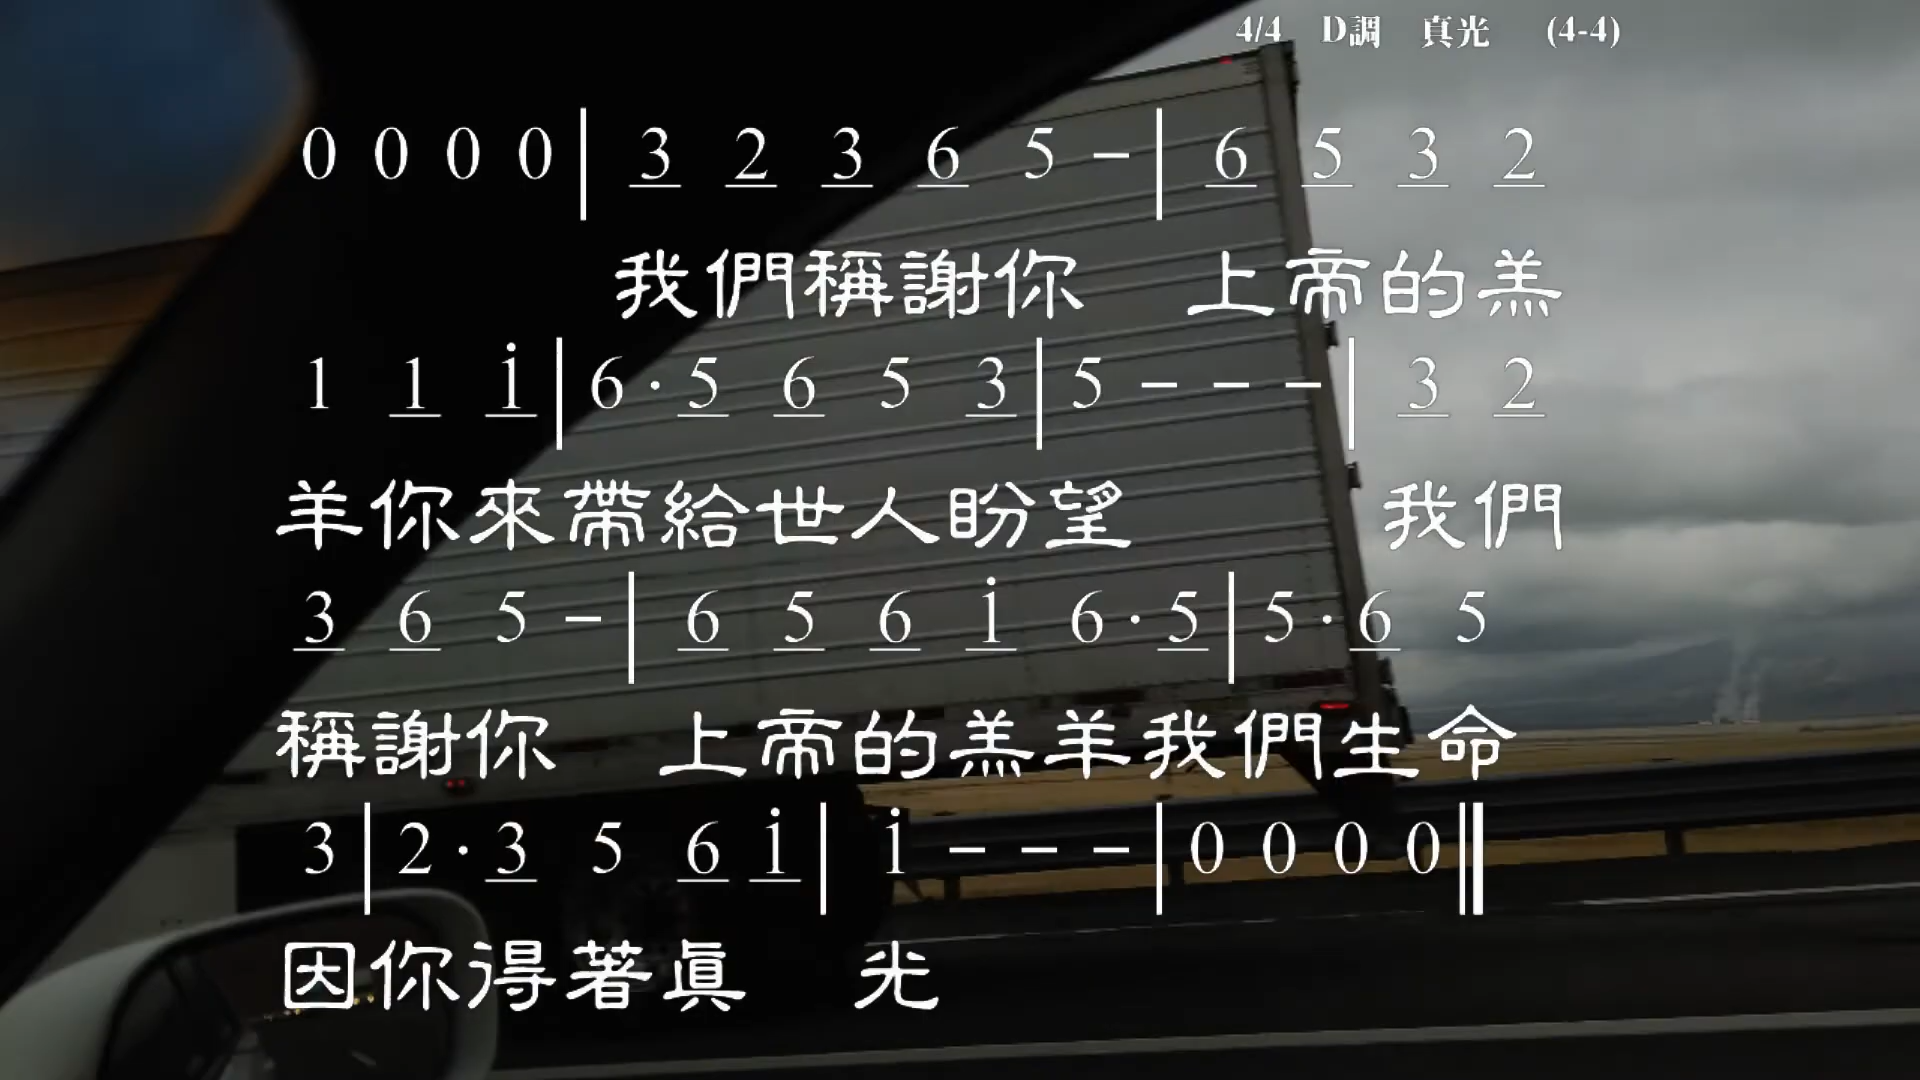 4/4 D調 真光 (4-4)
0 0 0 0 | 3 2 3 6 5 – | 6 5 3 2
我們稱謝你 上帝的羔
1 1 i | 6 · 5 6 5 3 | 5 – – – | 3 2
羊你來帶給世人盼望 我們
3 6 5 – | 6 5 6 i 6 · 5 | 5 · 6 5
稱謝你 上帝的羔羊我們生命
3 | 2 · 3 5 6 i | i – – – | 0 0 0 0 ||
因你得著真 光